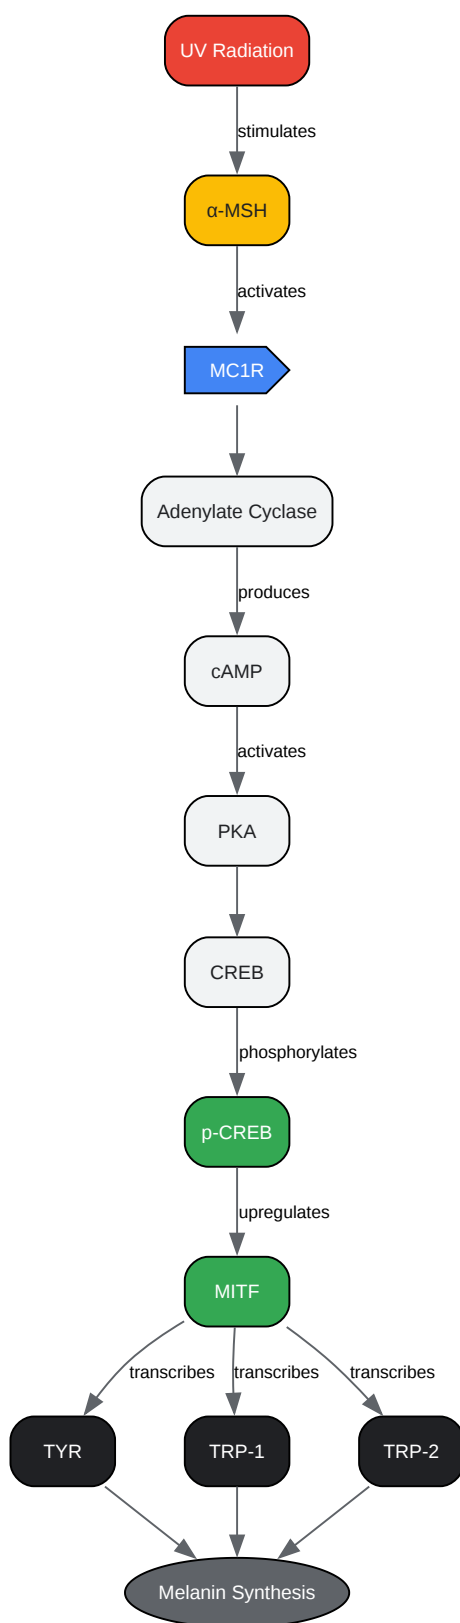 UV Radiation
stimulates
α-MSH
activates
MC1R
Adenylate Cyclase
produces
cAMP
activates
PKA
CREB
phosphorylates
p-CREB
upregulates
MITF
transcribes transcribes transcribes
TYR TRP-1 TRP-2
Melanin Synthesis